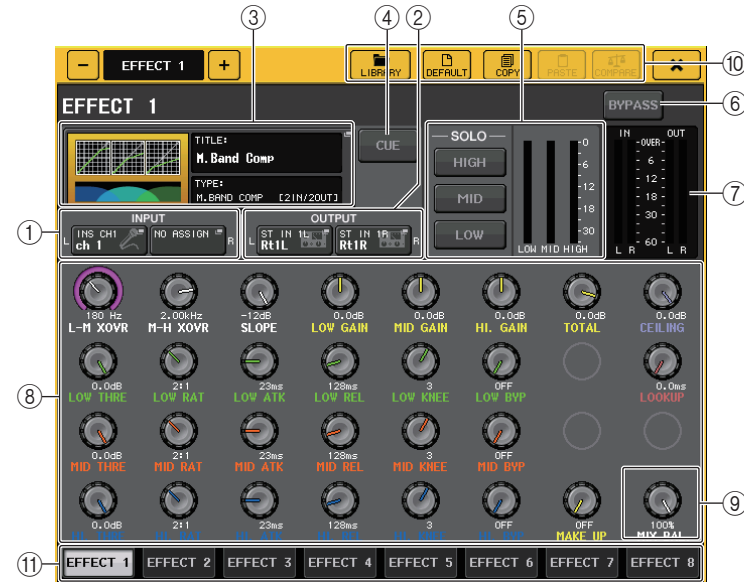 ③ ④ ② ⑤
− EFFECT 1 +
LIBRARY DEFAULT COPY PASTE COMPARE ×
⑩
EFFECT 1
BYPASS
⑥
TITLE:
M.Band Comp
TYPE:
M.BAND COMP [2IN/2OUT]
CUE
SOLO
HIGH
MID
LOW
0
6
12
18
30
LOW MID HIGH
IN OUT
OVER
6
12
18
30
60
L R L R
⑦
①
INPUT
L INS CH1 ch 1 NO ASSIGN R
OUTPUT
L ST IN 1L Rt1L ST IN 1R Rt1R R
⑧
180 Hz 2.00kHz -12dB 0.0dB 0.0dB 0.0dB 0.0dB 0.0dB
L-M XOVR M-H XOVR SLOPE LOW GAIN MID GAIN HI. GAIN TOTAL CEILING
0.0dB 2:1 23ms 128ms 3 OFF 0.0ms
LOW THRE LOW RAT LOW ATK LOW REL LOW KNEE LOW BYP LOOKUP
0.0dB 2:1 23ms 128ms 3 OFF
MID THRE MID RAT MID ATK MID REL MID KNEE MID BYP
⑨
0.0dB 2:1 23ms 128ms 3 OFF OFF 100%
MAKE UP MIX BAL
⑪
EFFECT 1 EFFECT 2 EFFECT 3 EFFECT 4 EFFECT 5 EFFECT 6 EFFECT 7 EFFECT 8